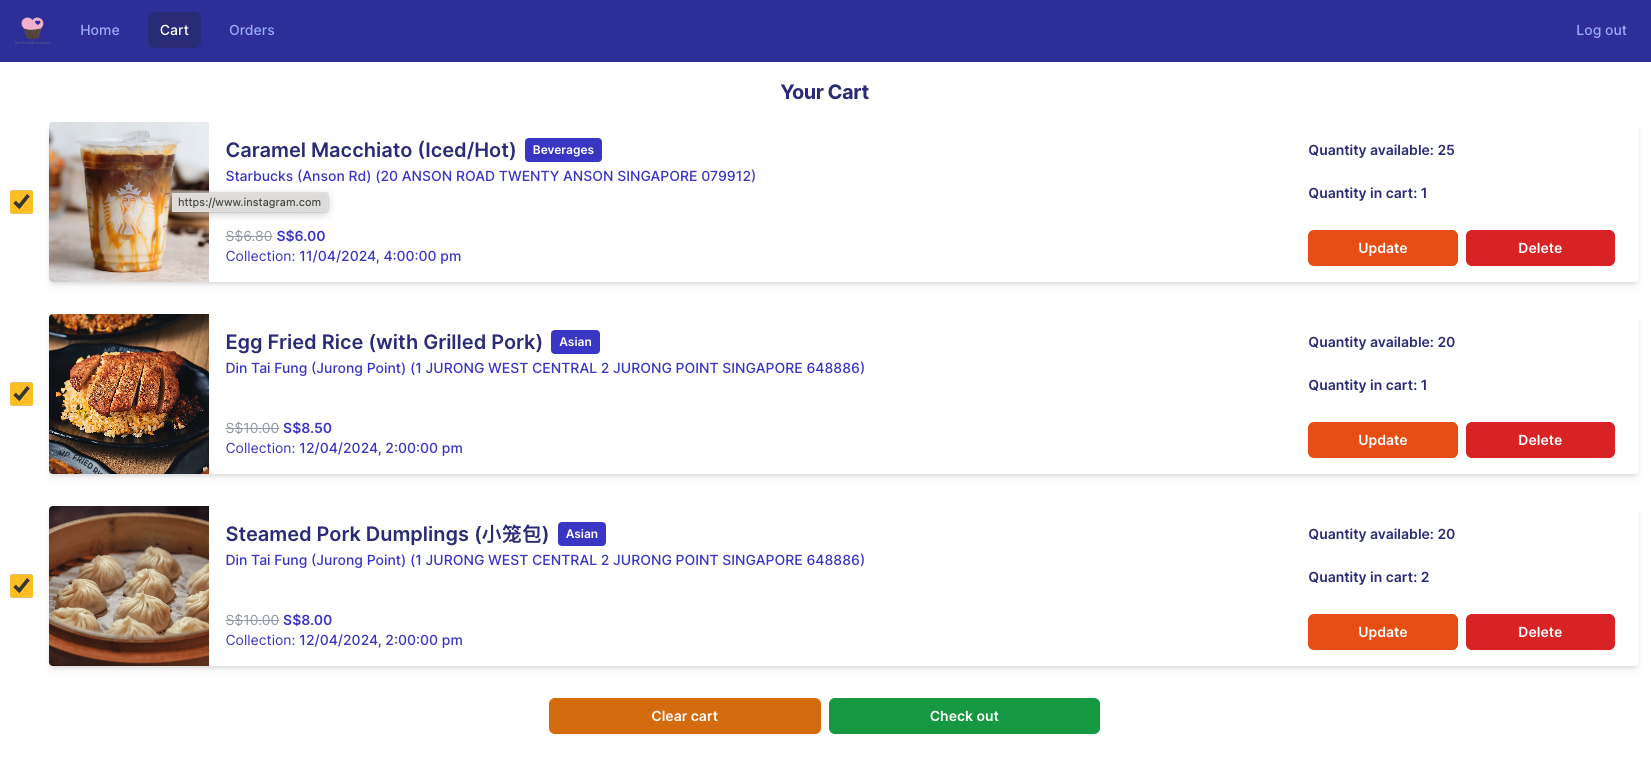 Home Cart Orders Log out
Your Cart
Caramel Macchiato (Iced/Hot) Beverages
Starbucks (Anson Rd) (20 ANSON ROAD TWENTY ANSON SINGAPORE 079912)
https://www.instagram.com
S$6.80 S$6.00
Collection: 11/04/2024, 4:00:00 pm
Quantity available: 25
Quantity in cart: 1
Update Delete
Egg Fried Rice (with Grilled Pork) Asian
Din Tai Fung (Jurong Point) (1 JURONG WEST CENTRAL 2 JURONG POINT SINGAPORE 648886)
S$10.00 S$8.50
Collection: 12/04/2024, 2:00:00 pm
Quantity available: 20
Quantity in cart: 1
Update Delete
Steamed Pork Dumplings (小笼包) Asian
Din Tai Fung (Jurong Point) (1 JURONG WEST CENTRAL 2 JURONG POINT SINGAPORE 648886)
S$10.00 S$8.00
Collection: 12/04/2024, 2:00:00 pm
Quantity available: 20
Quantity in cart: 2
Update Delete
Clear cart Check out